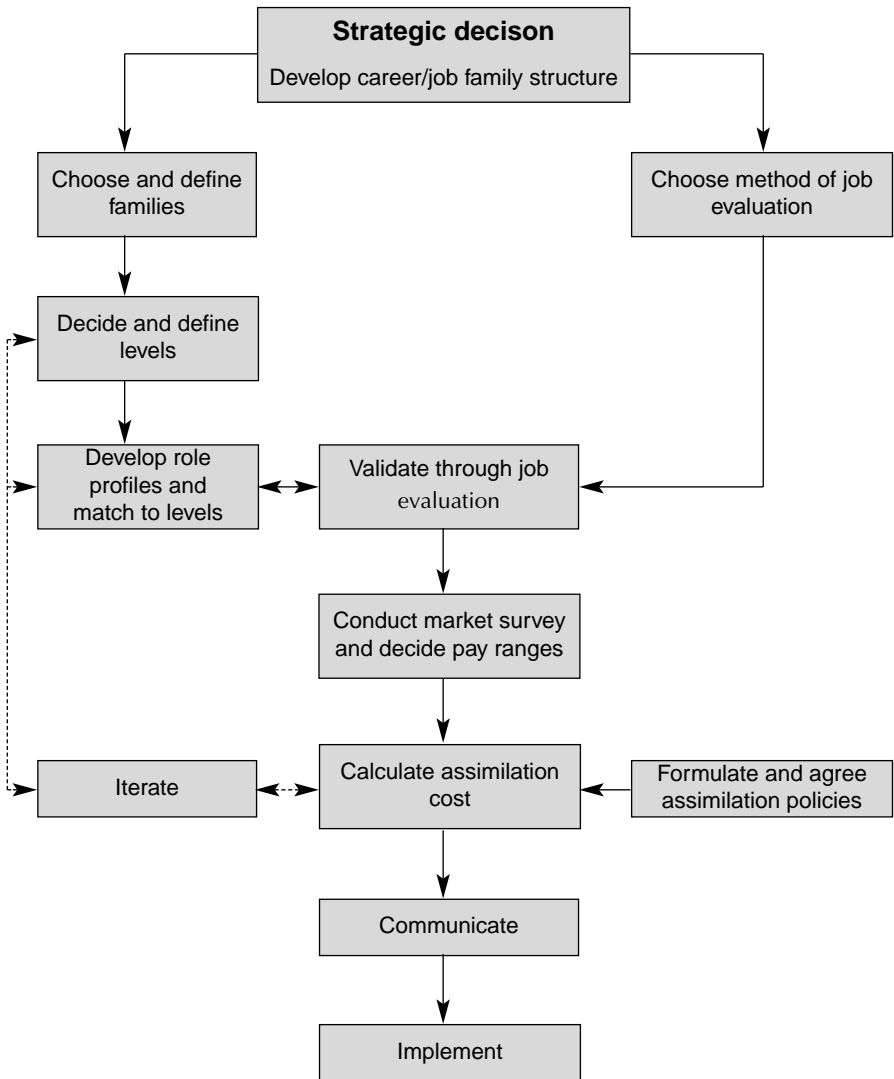 Strategic decison
Develop career/job family structure
Choose and define
families
Choose method of job
evaluation
Decide and define
levels
Develop role
profiles and
match to levels
Validate through job
evaluation
Conduct market survey
and decide pay ranges
Iterate
Calculate assimilation
cost
Formulate and agree
assimilation policies
Communicate
Implement